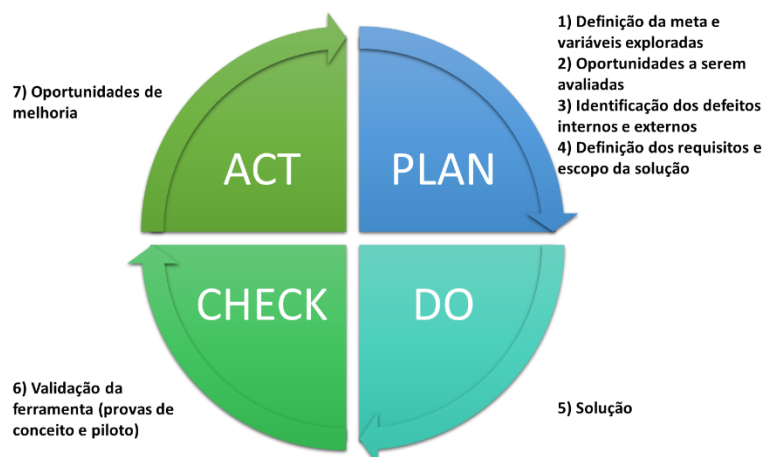 1) Definição da meta e
variáveis exploradas
2) Oportunidades a serem
avaliadas
3) Identificação dos defeitos
internos e externos
4) Definição dos requisitos e
escopo da solução
7) Oportunidades de
melhoria
ACT
PLAN
CHECK
DO
6) Validação da
ferramenta (provas de
conceito e piloto)
5) Solução